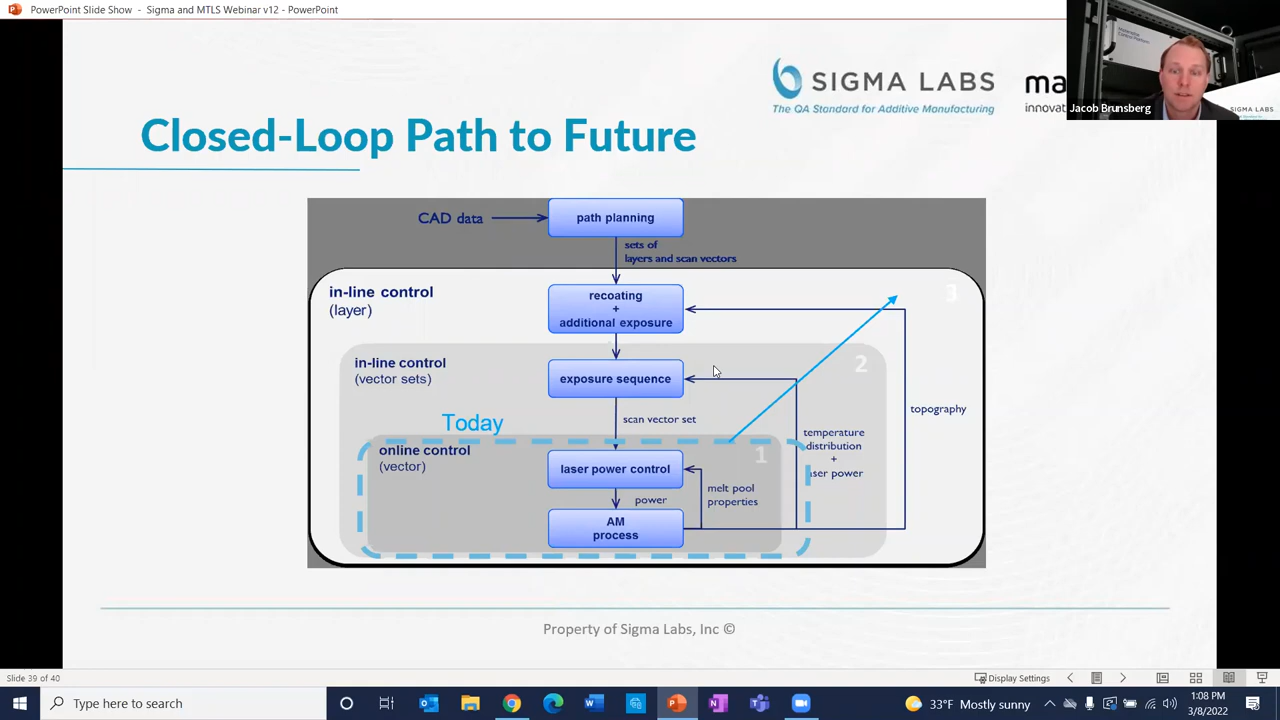 PowerPoint Slide Show - Sigma and MTLS Webinar v12 - PowerPoint
SIGMA LABS
The QA Standard for Additive Manufacturing
ma
innovat
Jacob Brunsberg
SIGMA LABS
Closed-Loop Path to Future
CAD data
path planning
sets of
layers and scan vectors
in-line control
(layer)
recoating
+
additional exposure
3
in-line control
(vector sets)
exposure sequence
2
topography
Today
scan vector set
temperature
distribution
+
laser power
online control
(vector)
laser power control
1
power
melt pool
properties
AM
process
Property of Sigma Labs, Inc ©
Slide 39 of 40
Display Settings
Type here to search
33°F Mostly sunny
1:08 PM
3/8/2022